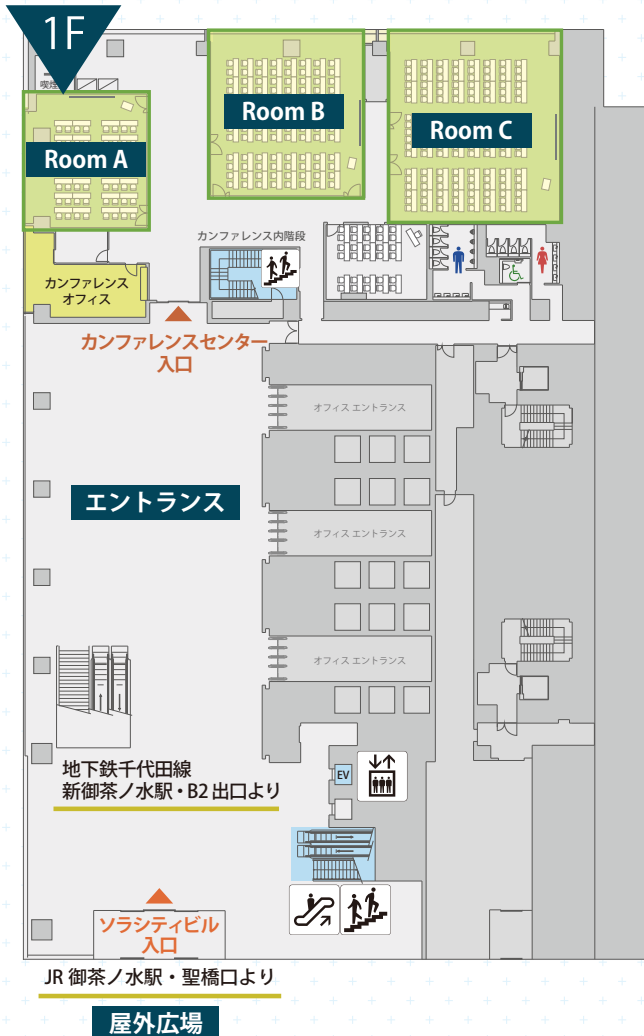 1F
喫煙
Room A
Room B
Room C
カンファレンス
オフィス
カンファレンス内階段
カンファレンスセンター
入口
オフィス エントランス
エントランス
オフィス エントランス
オフィス エントランス
地下鉄千代田線
新御茶ノ水駅・B2 出口より
EV
ソラシティビル
入口
JR 御茶ノ水駅・聖橋口より
屋外広場